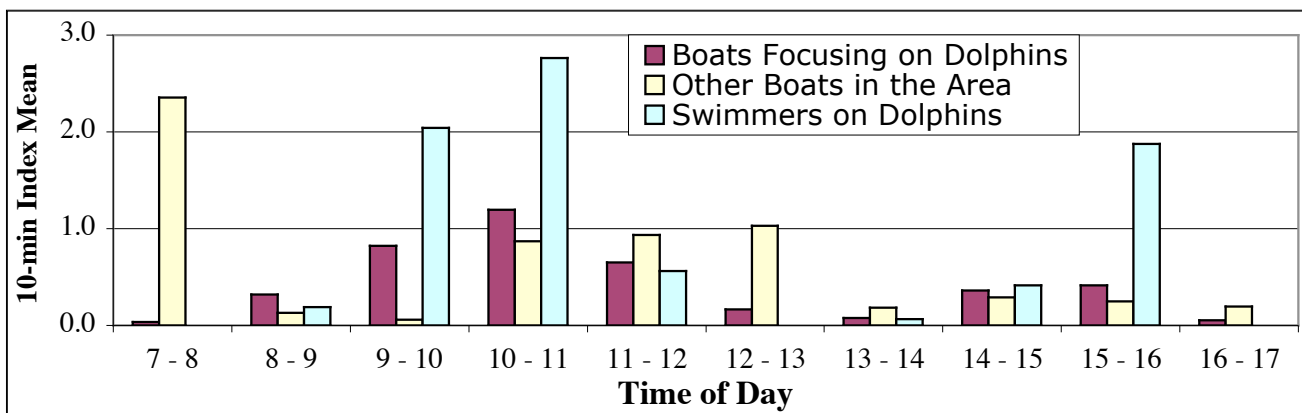 3.0
2.0
1.0
0.0
10-min Index Mean
Boats Focusing on Dolphins
Other Boats in the Area
Swimmers on Dolphins
7 - 8 8 - 9 9 - 10 10 - 11 11 - 12 12 - 13 13 - 14 14 - 15 15 - 16 16 - 17
Time of Day